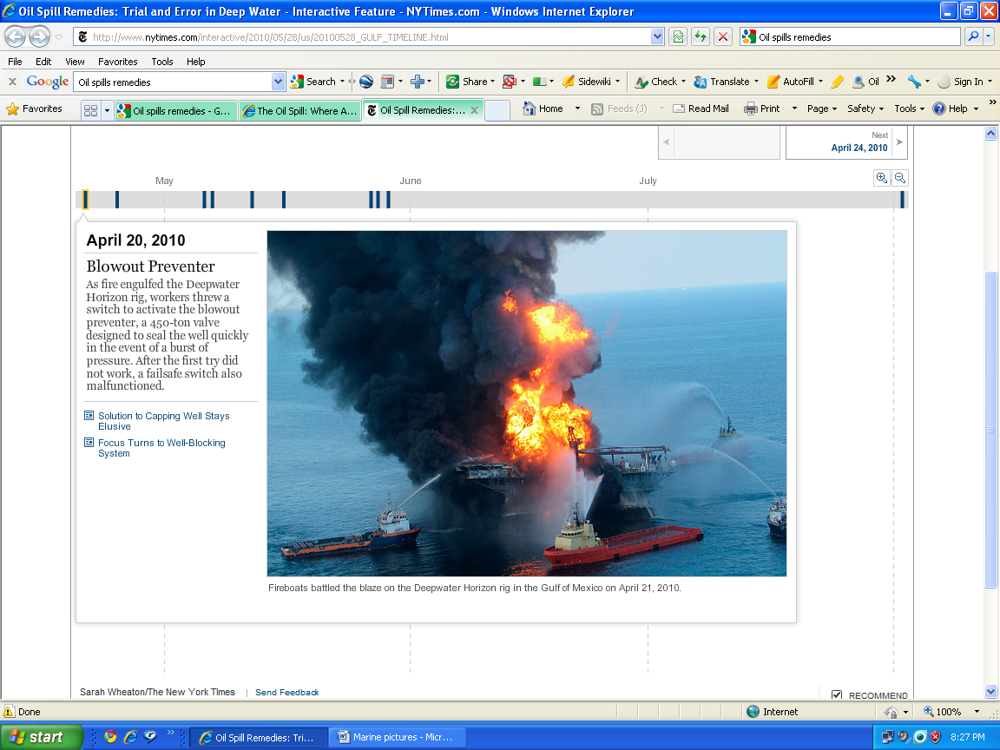 Oil Spill Remedies: Trial and Error in Deep Water - Interactive Feature - NYTimes.com - Windows Internet Explorer
http://www.nytimes.com/interactive/2010/05/28/us/20100528_GULF_TIMELINE.html
Oil spills remedies
File Edit View Favorites Tools Help
x Google Oil spills remedies Search Share Sidewiki Check Translate AutoFill Oil Sign In
Favorites Oil spills remedies - G... The Oil Spill: Where A... Oil Spill Remedies:... Home Feeds (J) Read Mail Print Page Safety Tools Help
Next
April 24, 2010
May June July
April 20, 2010
Blowout Preventer
As fire engulfed the Deepwater
Horizon rig, workers threw a
switch to activate the blowout
preventer, a 450-ton valve
designed to seal the well quickly
in the event of a burst of
pressure. After the first try did
not work, a failsafe switch also
malfunctioned.
Solution to Capping Well Stays
Elusive
Focus Turns to Well-Blocking
System
Fireboats battled the blaze on the Deepwater Horizon rig in the Gulf of Mexico on April 21, 2010.
Sarah Wheaton/The New York Times | Send Feedback
RECOMMEND
Done Internet 100%
start Oil Spill Remedies: Tri... Marine pictures - Micr... 8:27 PM